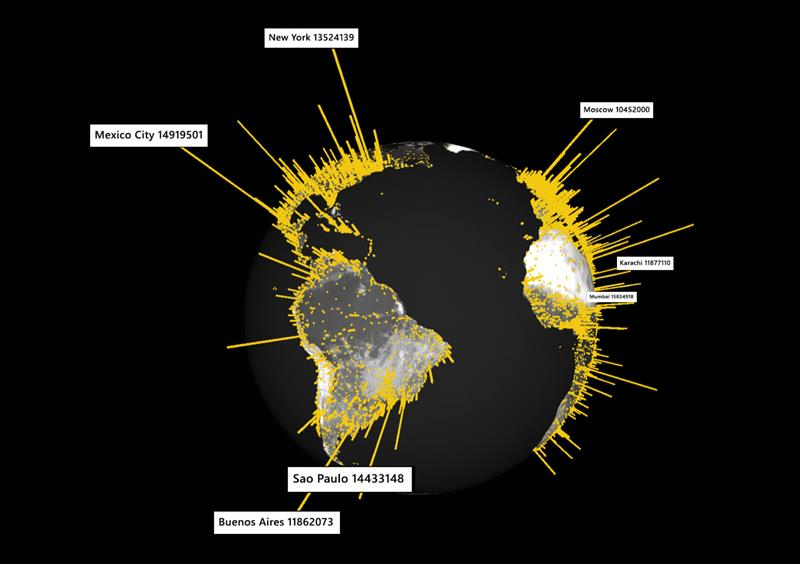 New York 13524139
Moscow 10452000
Mexico City 14919501
Karachi 11877110
Mumbai 15834918
Sao Paulo 14433148
Buenos Aires 11862073